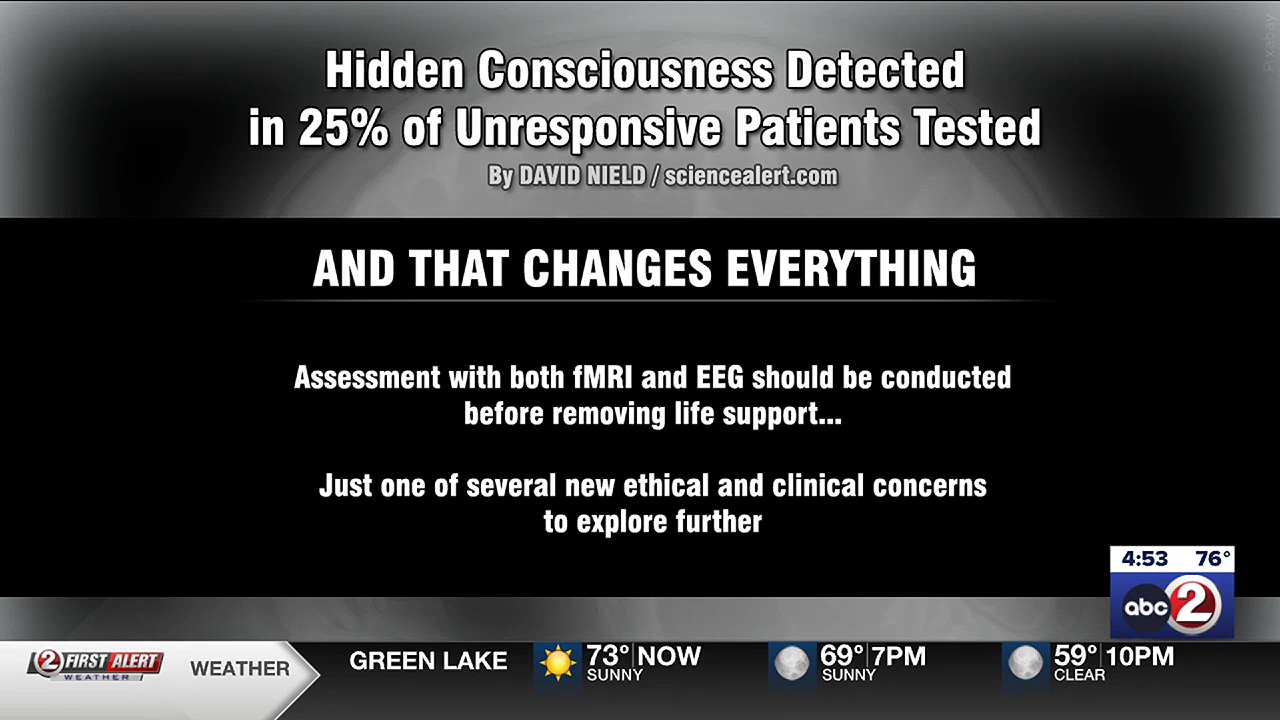 Pixabay
Hidden Consciousness Detected
in 25% of Unresponsive Patients Tested
By DAVID NIELD / sciencealert.com
AND THAT CHANGES EVERYTHING
Assessment with both fMRI and EEG should be conducted
before removing life support...
Just one of several new ethical and clinical concerns
to explore further
4:53 76°
abc 2
2 FIRST ALERT
WEATHER
WEATHER
GREEN LAKE
73° NOW
SUNNY
69° 7PM
SUNNY
59° 10PM
CLEAR